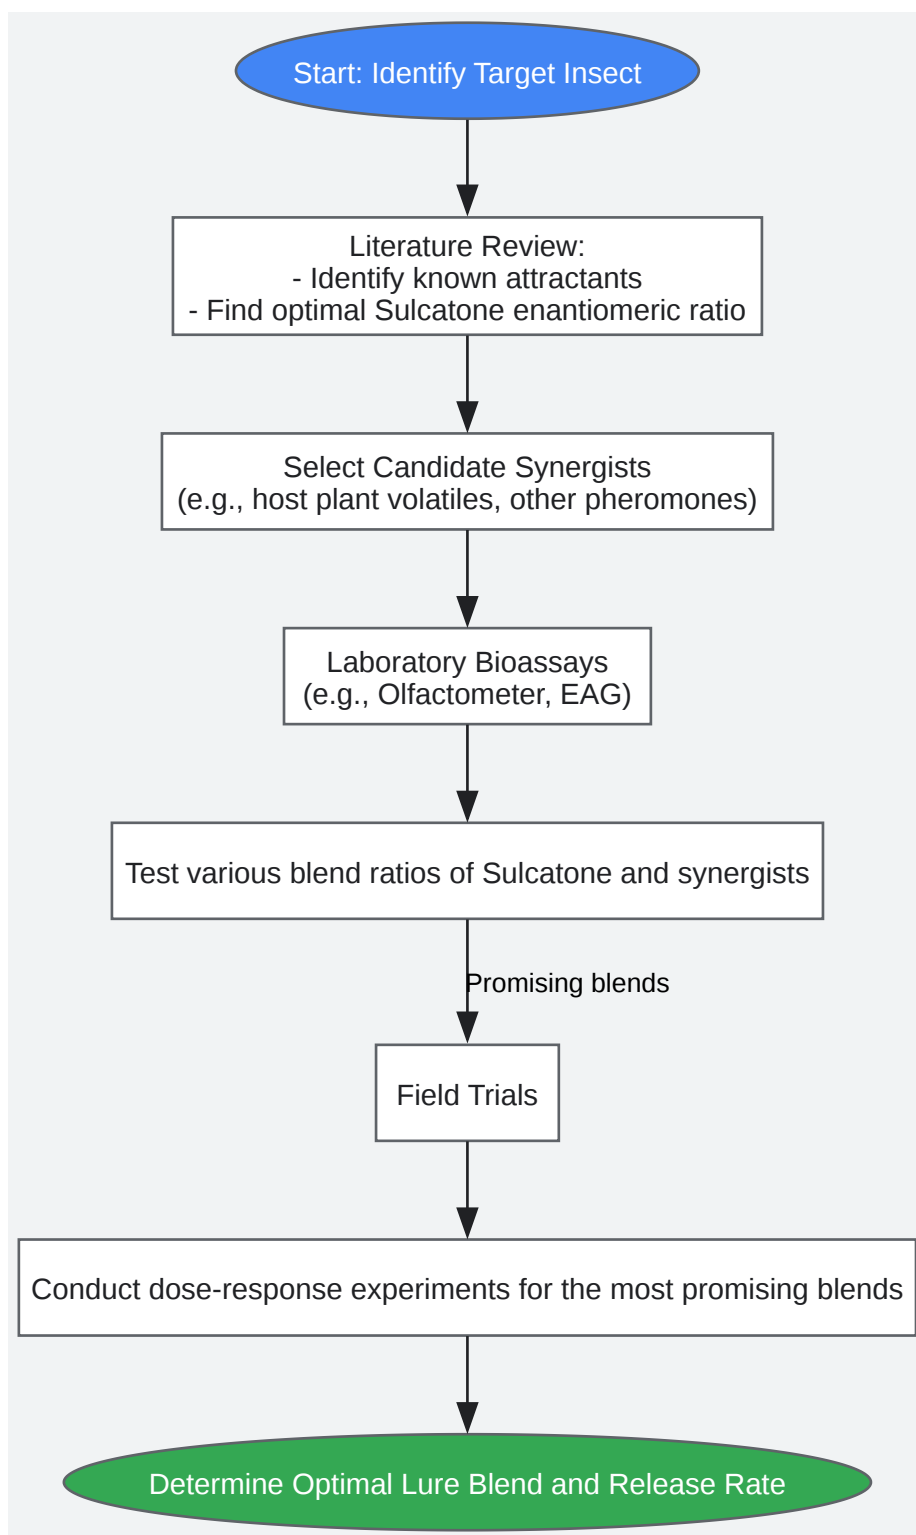 Start: Identify Target Insect
Literature Review:
- Identify known attractants
- Find optimal Sulcatone enantiomeric ratio
Select Candidate Synergists
(e.g., host plant volatiles, other pheromones)
Laboratory Bioassays
(e.g., Olfactometer, EAG)
Test various blend ratios of Sulcatone and synergists
Promising blends
Field Trials
Conduct dose-response experiments for the most promising blends
Determine Optimal Lure Blend and Release Rate